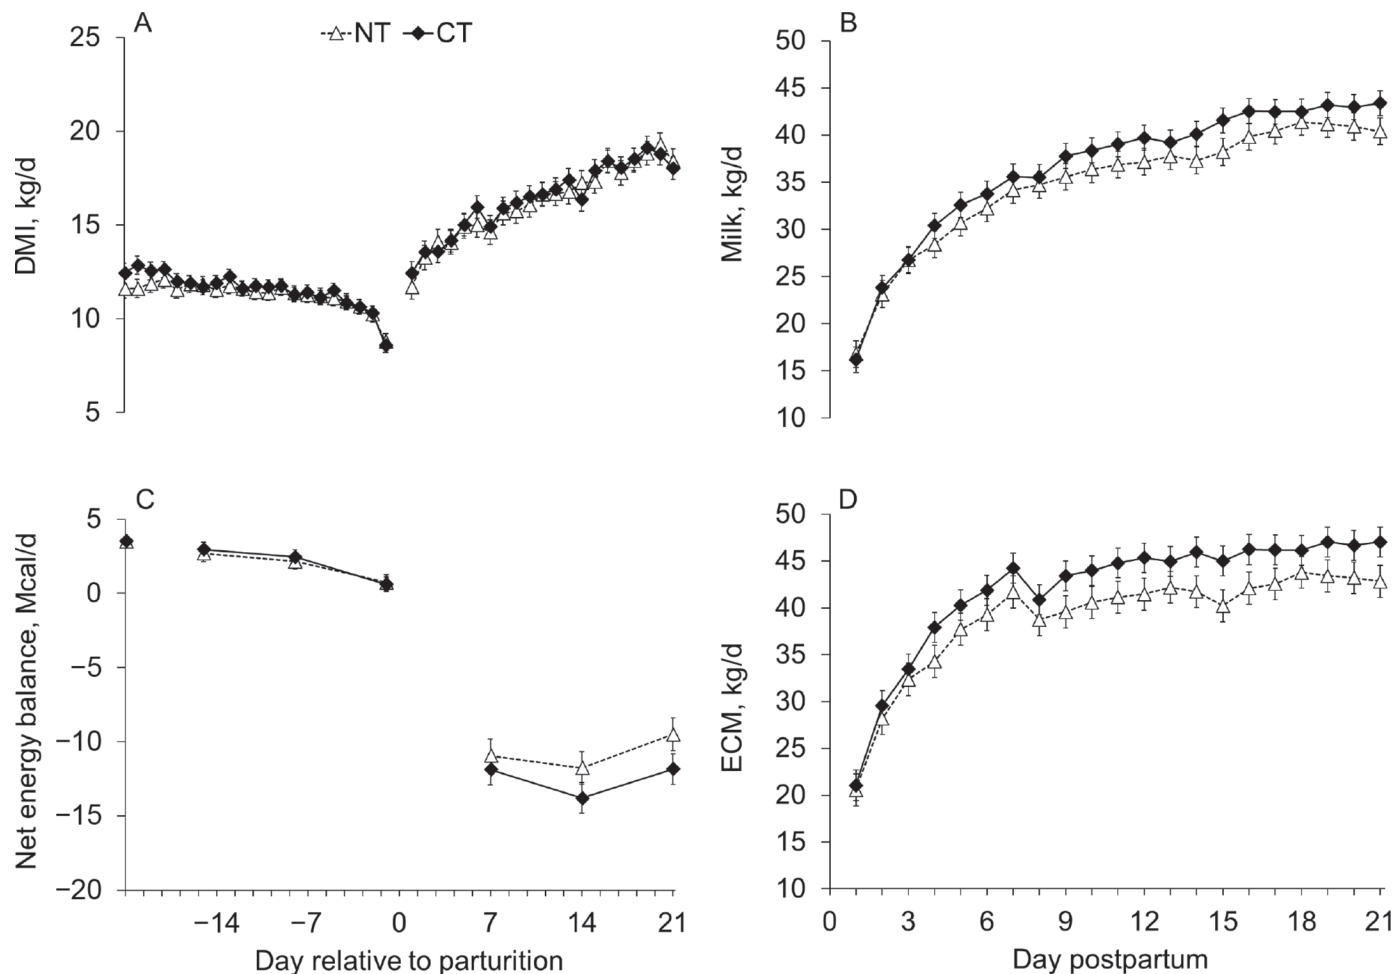 A
NT CT
25
20
15
10
5
DMI, kg/d
B
50
45
40
35
30
25
20
15
10
Milk, kg/d
C
5
0
−5
−10
−15
−20
Net energy balance, Mcal/d
−14 −7 0 7 14 21
Day relative to parturition
D
50
45
40
35
30
25
20
15
10
ECM, kg/d
0 3 6 9 12 15 18 21
Day postpartum